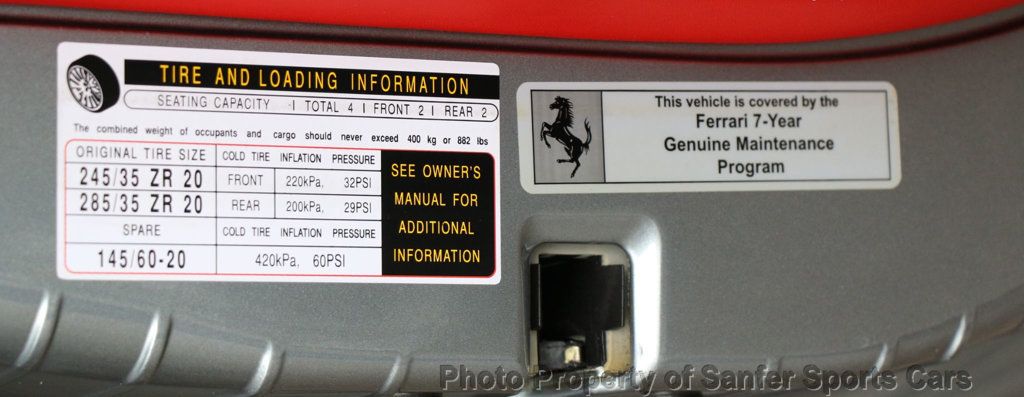 TIRE AND LOADING INFORMATION
SEATING CAPACITY I TOTAL 4 I FRONT 2 I REAR 2
The combined weight of occupants and cargo should never exceed 400 kg or 882 lbs
ORIGINAL TIRE SIZE COLD TIRE INFLATION PRESSURE
245/35 ZR 20 FRONT 220kPa, 32PSI
285/35 ZR 20 REAR 200kPa, 29PSI
SPARE COLD TIRE INFLATION PRESSURE
145/60-20 420kPa, 60PSI
SEE OWNER'S
MANUAL FOR
ADDITIONAL
INFORMATION
This vehicle is covered by the
Ferrari 7-Year
Genuine Maintenance
Program
Photo Property of Sanfer Sports Cars